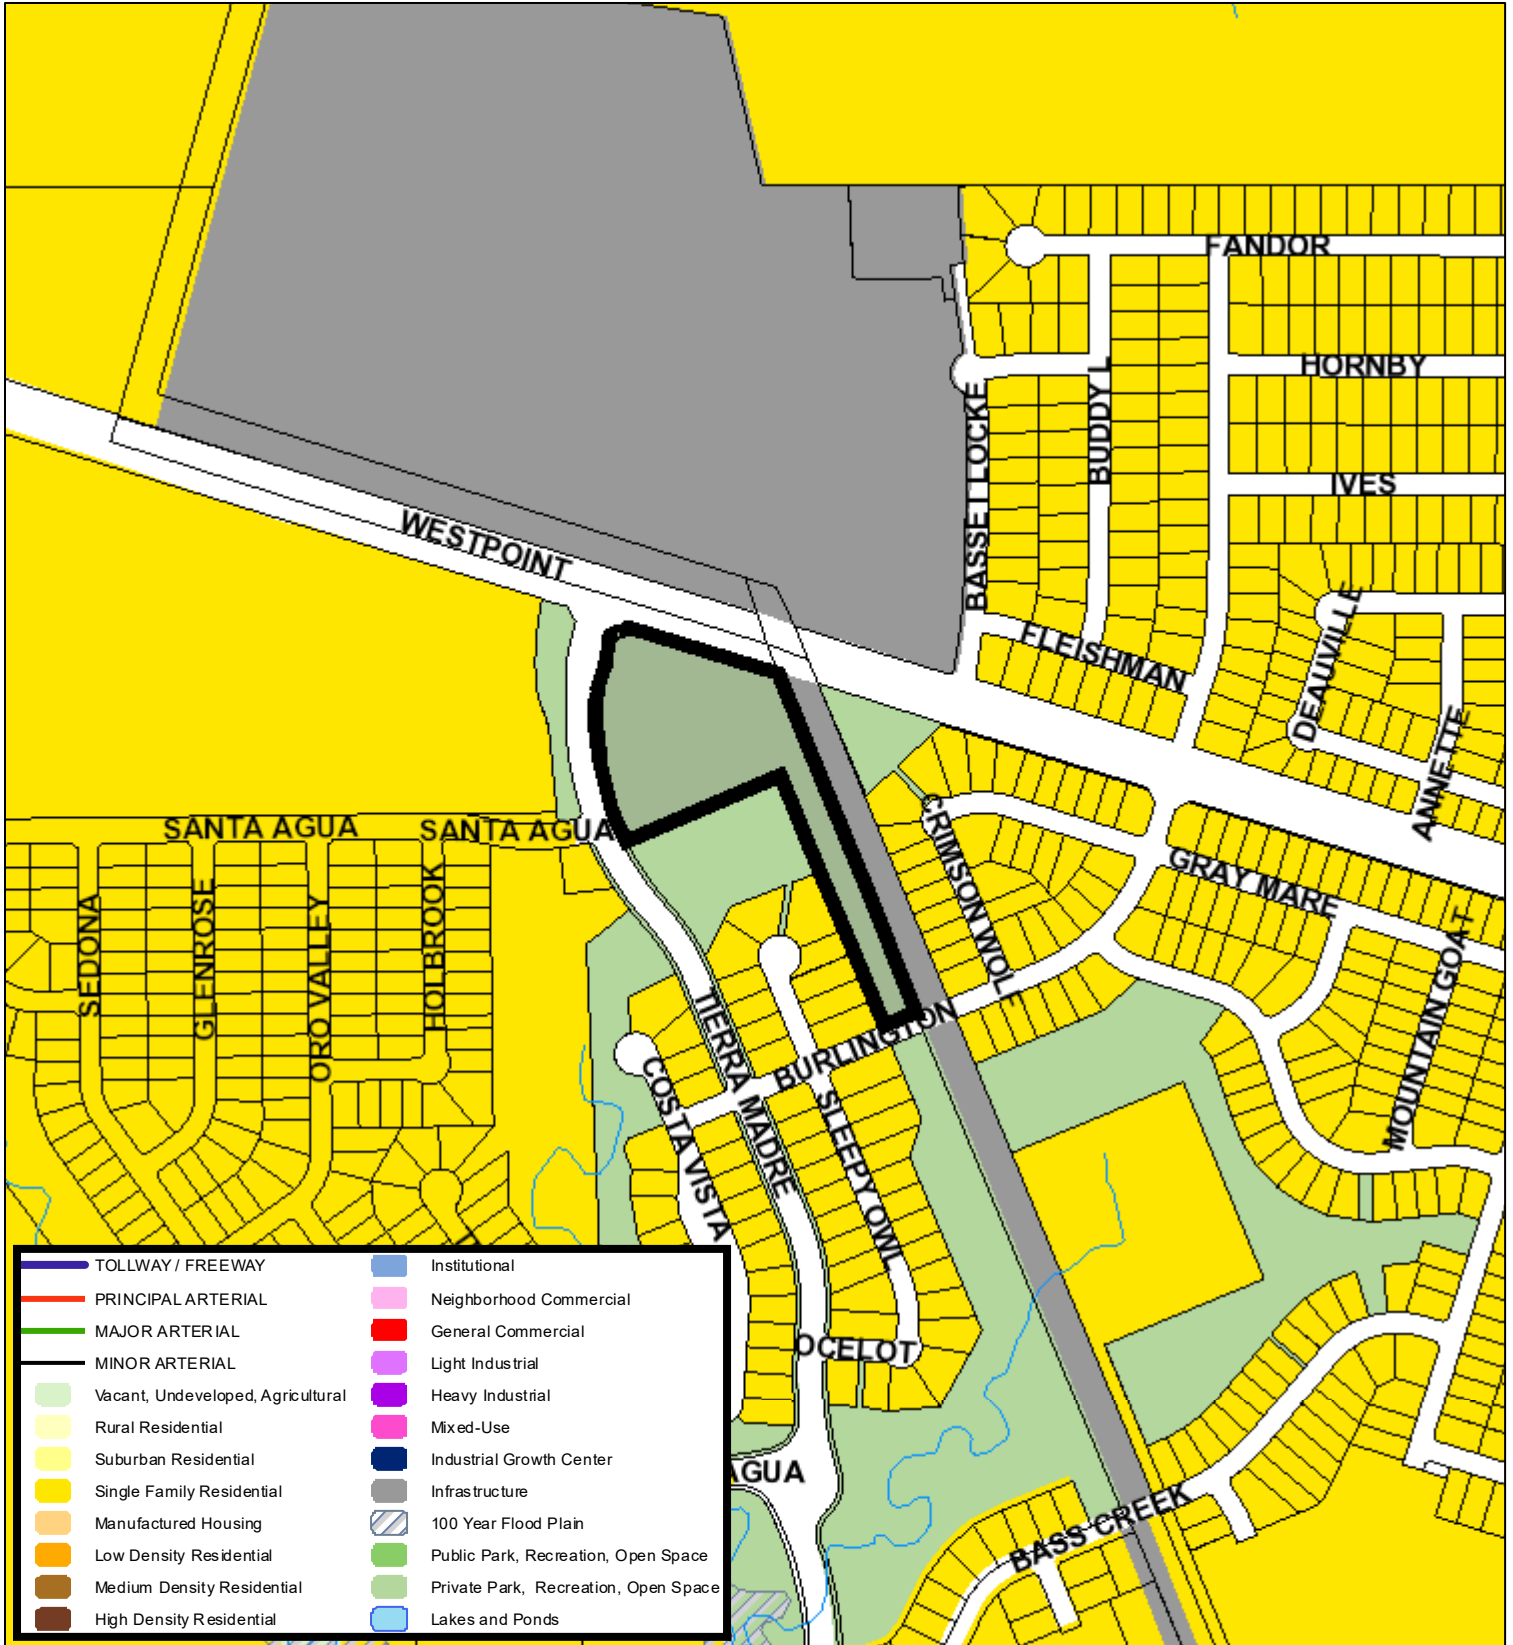 FANDOR
HORNBY
BUDDY L
BASSETT LOCKE
IVES
WESTPOINT
FLEISHMAN
DEAUVILLE
ANNETTE
SANTA AGUA
SANTA AGUA
CRIMSON WOLF
GRAY MARE
MOUNTAIN GOAT
SEDONA
GLENROSE
ORO VALLEY
HOLBROOK
TIERRA MADRE
BURLINGTON
COSTA VISTA
SLEEPY OWL
OCELOT
AGUA
BASS CREEK
TOLLWAY / FREEWAY
PRINCIPAL ARTERIAL
MAJOR ARTERIAL
MINOR ARTERIAL
Vacant, Undeveloped, Agricultural
Rural Residential
Suburban Residential
Single Family Residential
Manufactured Housing
Low Density Residential
Medium Density Residential
High Density Residential
Institutional
Neighborhood Commercial
General Commercial
Light Industrial
Heavy Industrial
Mixed-Use
Industrial Growth Center
Infrastructure
100 Year Flood Plain
Public Park, Recreation, Open Space
Private Park, Recreation, Open Space
Lakes and Ponds